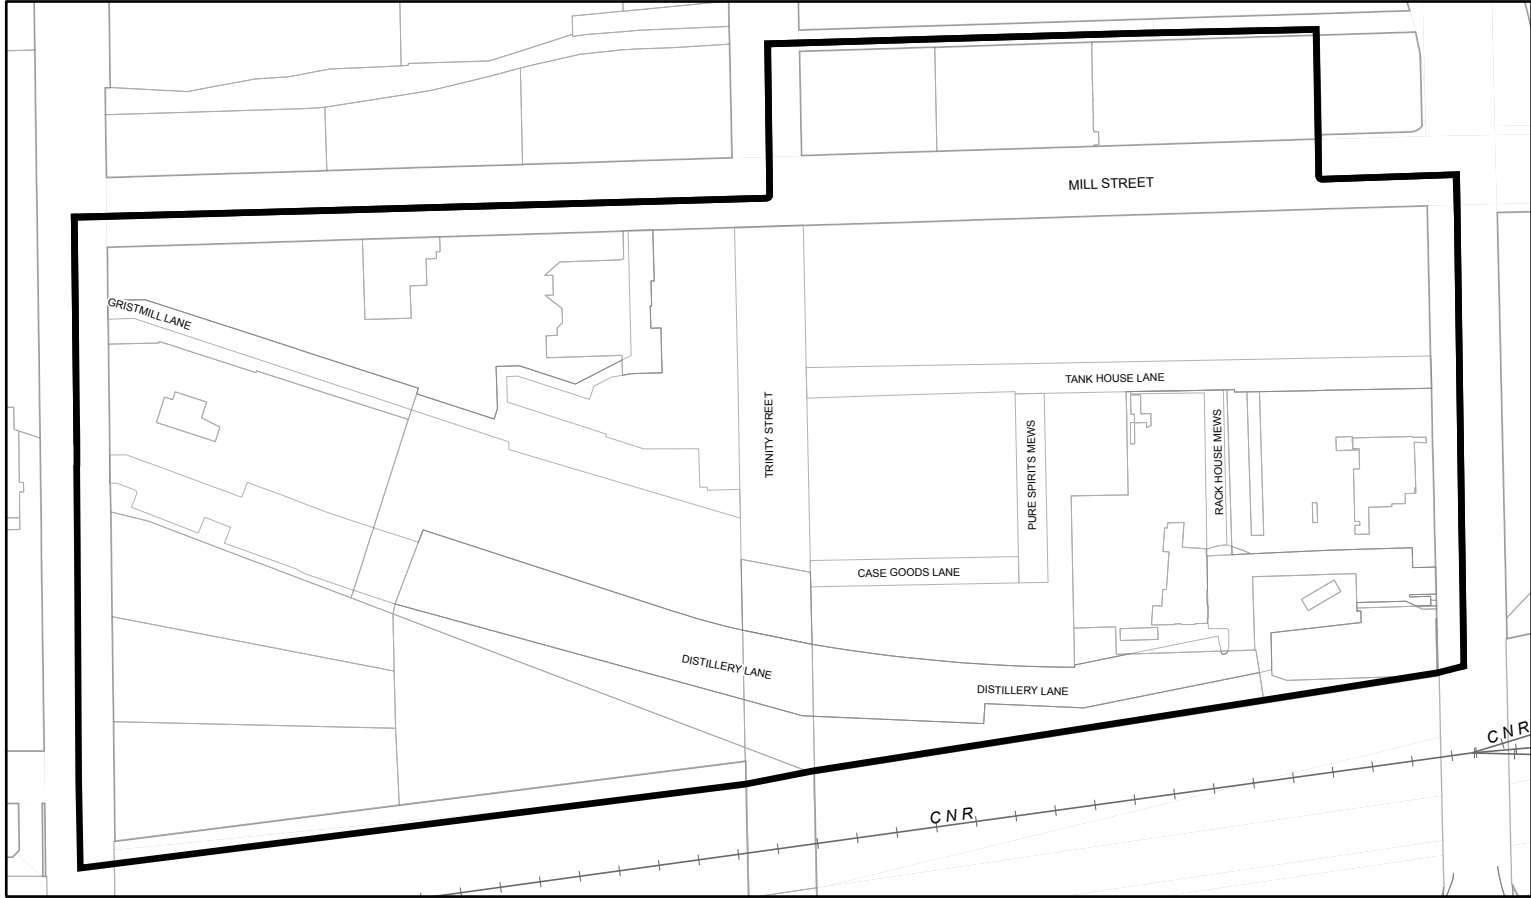 MILL STREET
GRISTMILL LANE
TANK HOUSE LANE
TRINITY STREET
PURE SPIRITS MEWS
RACK HOUSE MEWS
CASE GOODS LANE
DISTILLERY LANE
DISTILLERY LANE
CNR
CNR